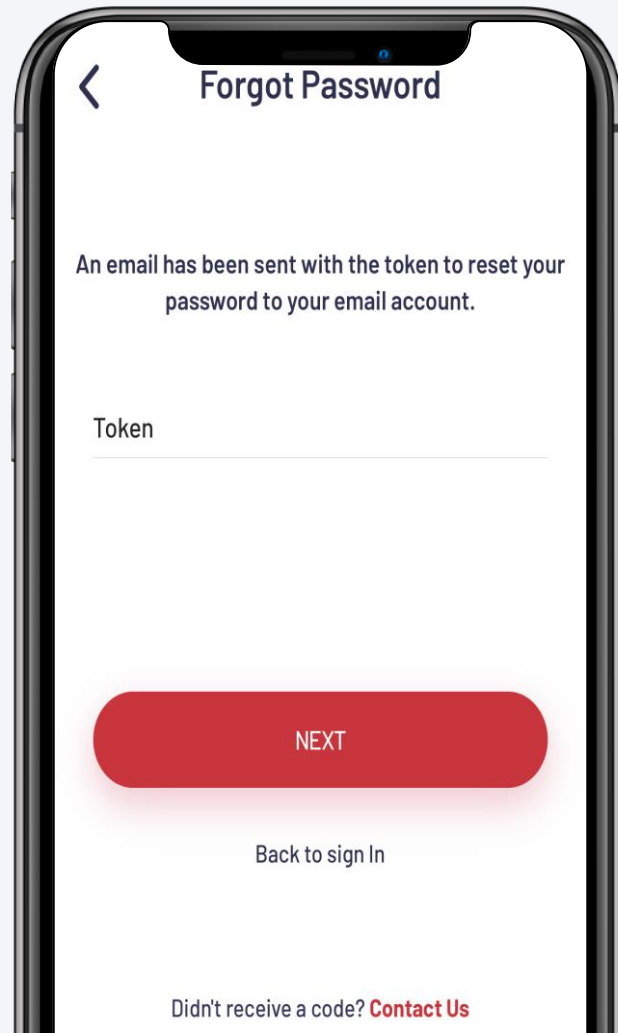 Forgot Password
An email has been sent with the token to reset your
password to your email account.
Token
NEXT
Back to sign In
Didn't receive a code? Contact Us